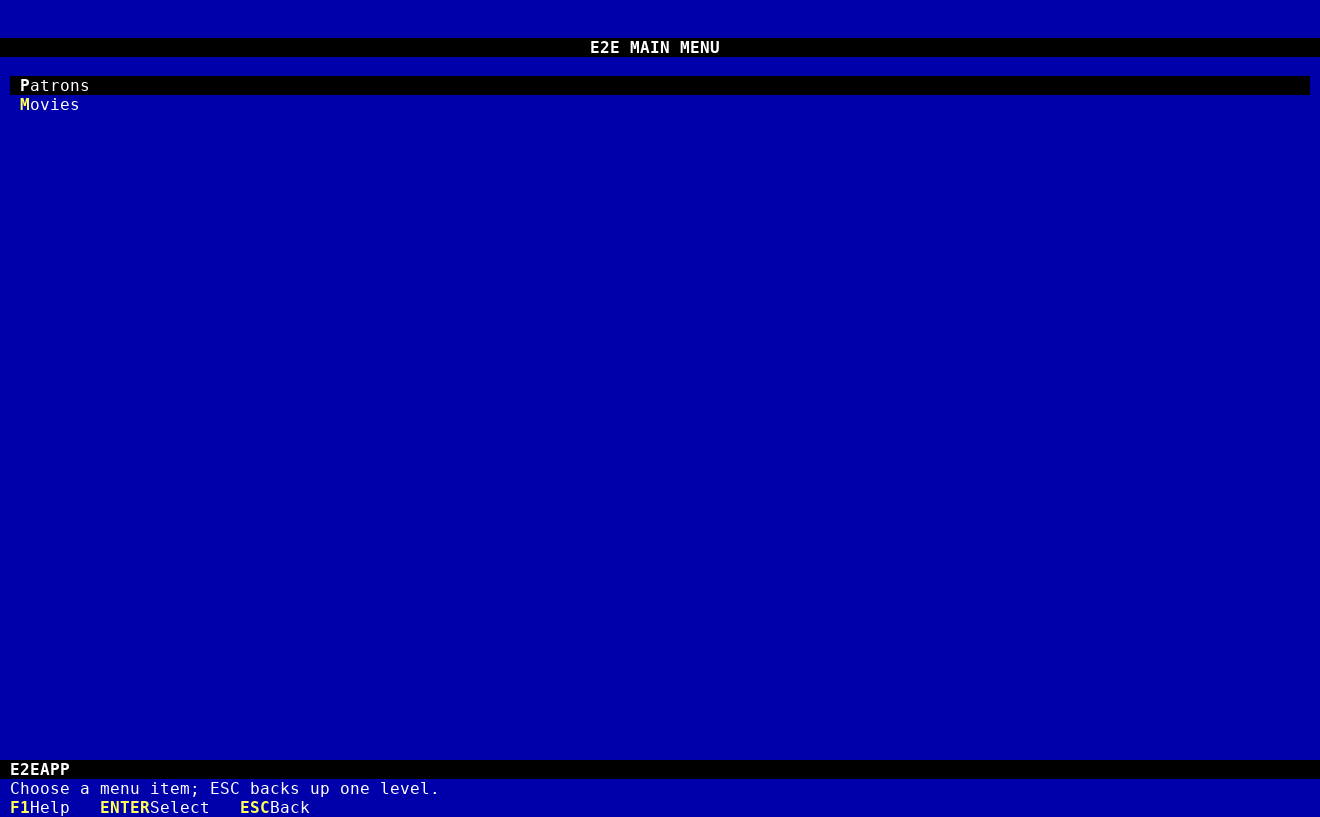 E2E MAIN MENU
Patrons
Movies
E2EAPP
Choose a menu item; ESC backs up one level.
F1Help   ENTERSelect   ESCBack